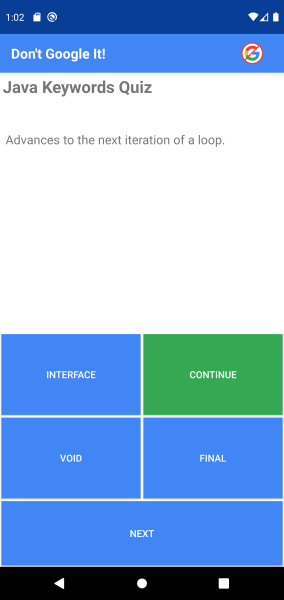 1:02
Don't Google It!
Java Keywords Quiz
Advances to the next iteration of a loop.
INTERFACE
CONTINUE
VOID
FINAL
NEXT